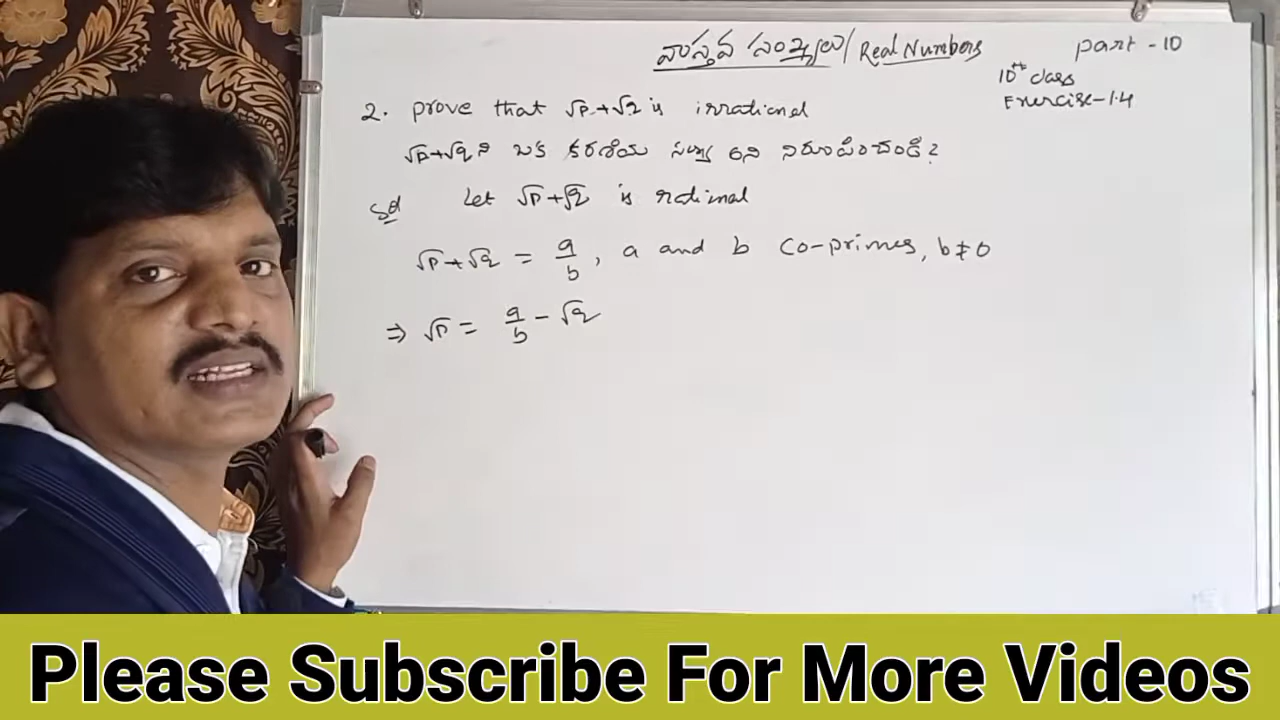 వాస్తవ సంఖ్యలు / Real Numbers
part - 10
10th class
Exercise-1.4
2. prove that √p+√q is irrational
√p+√q ని ఒక కరణీయ సంఖ్య అని నిరూపించండి?
Sol Let √p+√q is rational
√p+√q = a/b, a and b co-primes, b≠0
⇒ √p = a/b - √q
Please Subscribe For More Videos